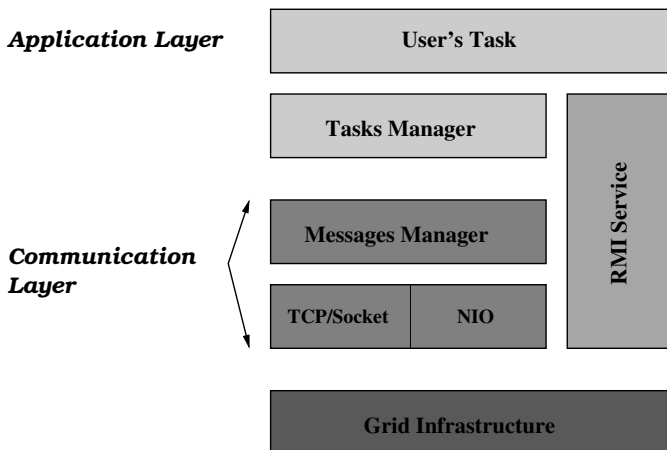 Application Layer
User's Task
Tasks Manager
RMI Service
Messages Manager
Communication
Layer
TCP/Socket
NIO
Grid Infrastructure